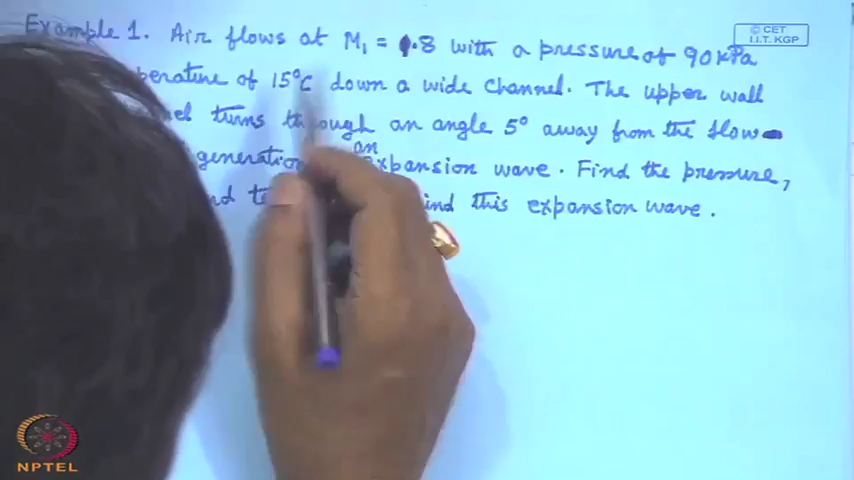 Example 1. Air flows at M₁ = 1.8 with a pressure of 90 kPa
© CET
I.I.T. KGP
temperature of 15°C down a wide channel. The upper wall
turns through an angle 5° away from the flow
generation an expansion wave. Find the pressure,
this expansion wave.
NPTEL